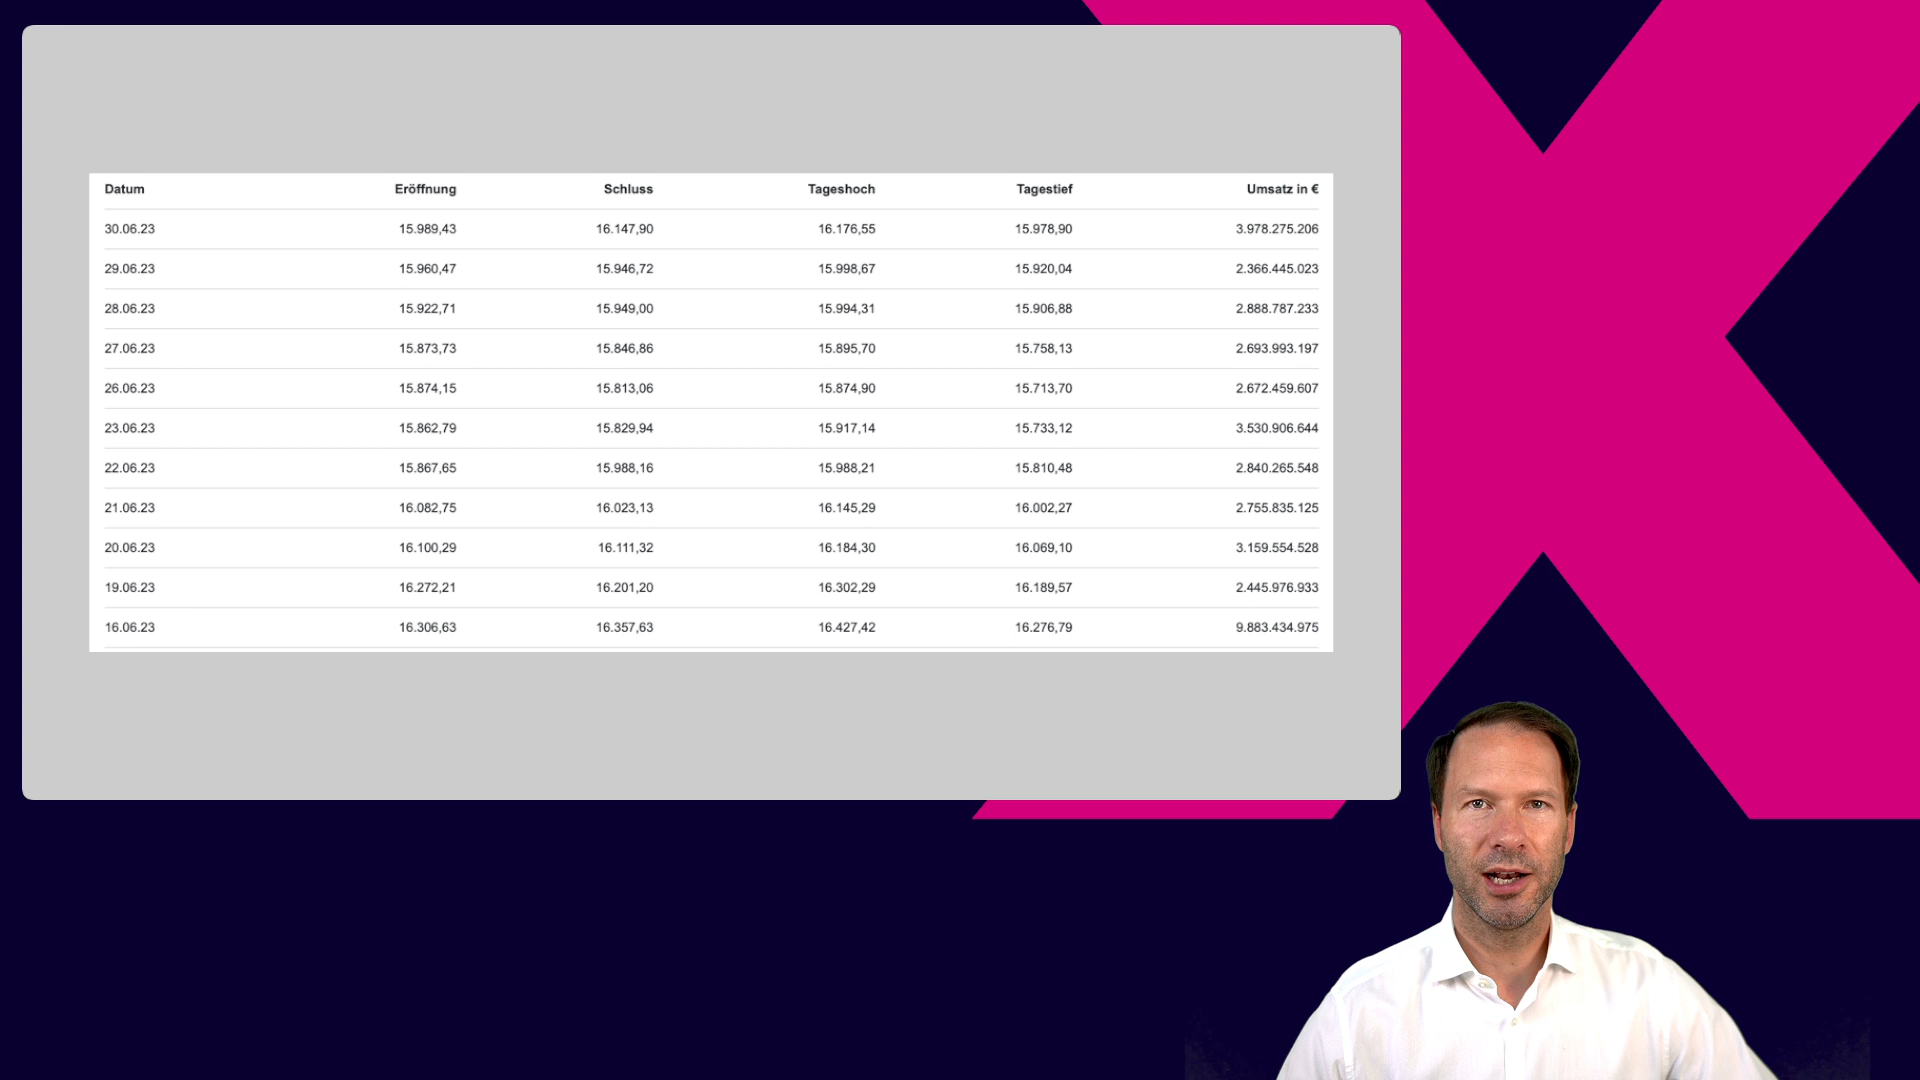 Datum Eröffnung Schluss Tageshoch Tagestief Umsatz in €
30.06.23 15.989,43 16.147,90 16.176,55 15.978,90 3.978.275.206
29.06.23 15.960,47 15.946,72 15.998,67 15.920,04 2.366.445.023
28.06.23 15.922,71 15.949,00 15.994,31 15.906,88 2.888.787.233
27.06.23 15.873,73 15.846,86 15.895,70 15.758,13 2.693.993.197
26.06.23 15.874,15 15.813,06 15.874,90 15.713,70 2.672.459.607
23.06.23 15.862,79 15.829,94 15.917,14 15.733,12 3.530.906.644
22.06.23 15.867,65 15.988,16 15.988,21 15.810,48 2.840.265.548
21.06.23 16.082,75 16.023,13 16.145,29 16.002,27 2.755.835.125
20.06.23 16.100,29 16.111,32 16.184,30 16.069,10 3.159.554.528
19.06.23 16.272,21 16.201,20 16.302,29 16.189,57 2.445.976.933
16.06.23 16.306,63 16.357,63 16.427,42 16.276,79 9.883.434.975